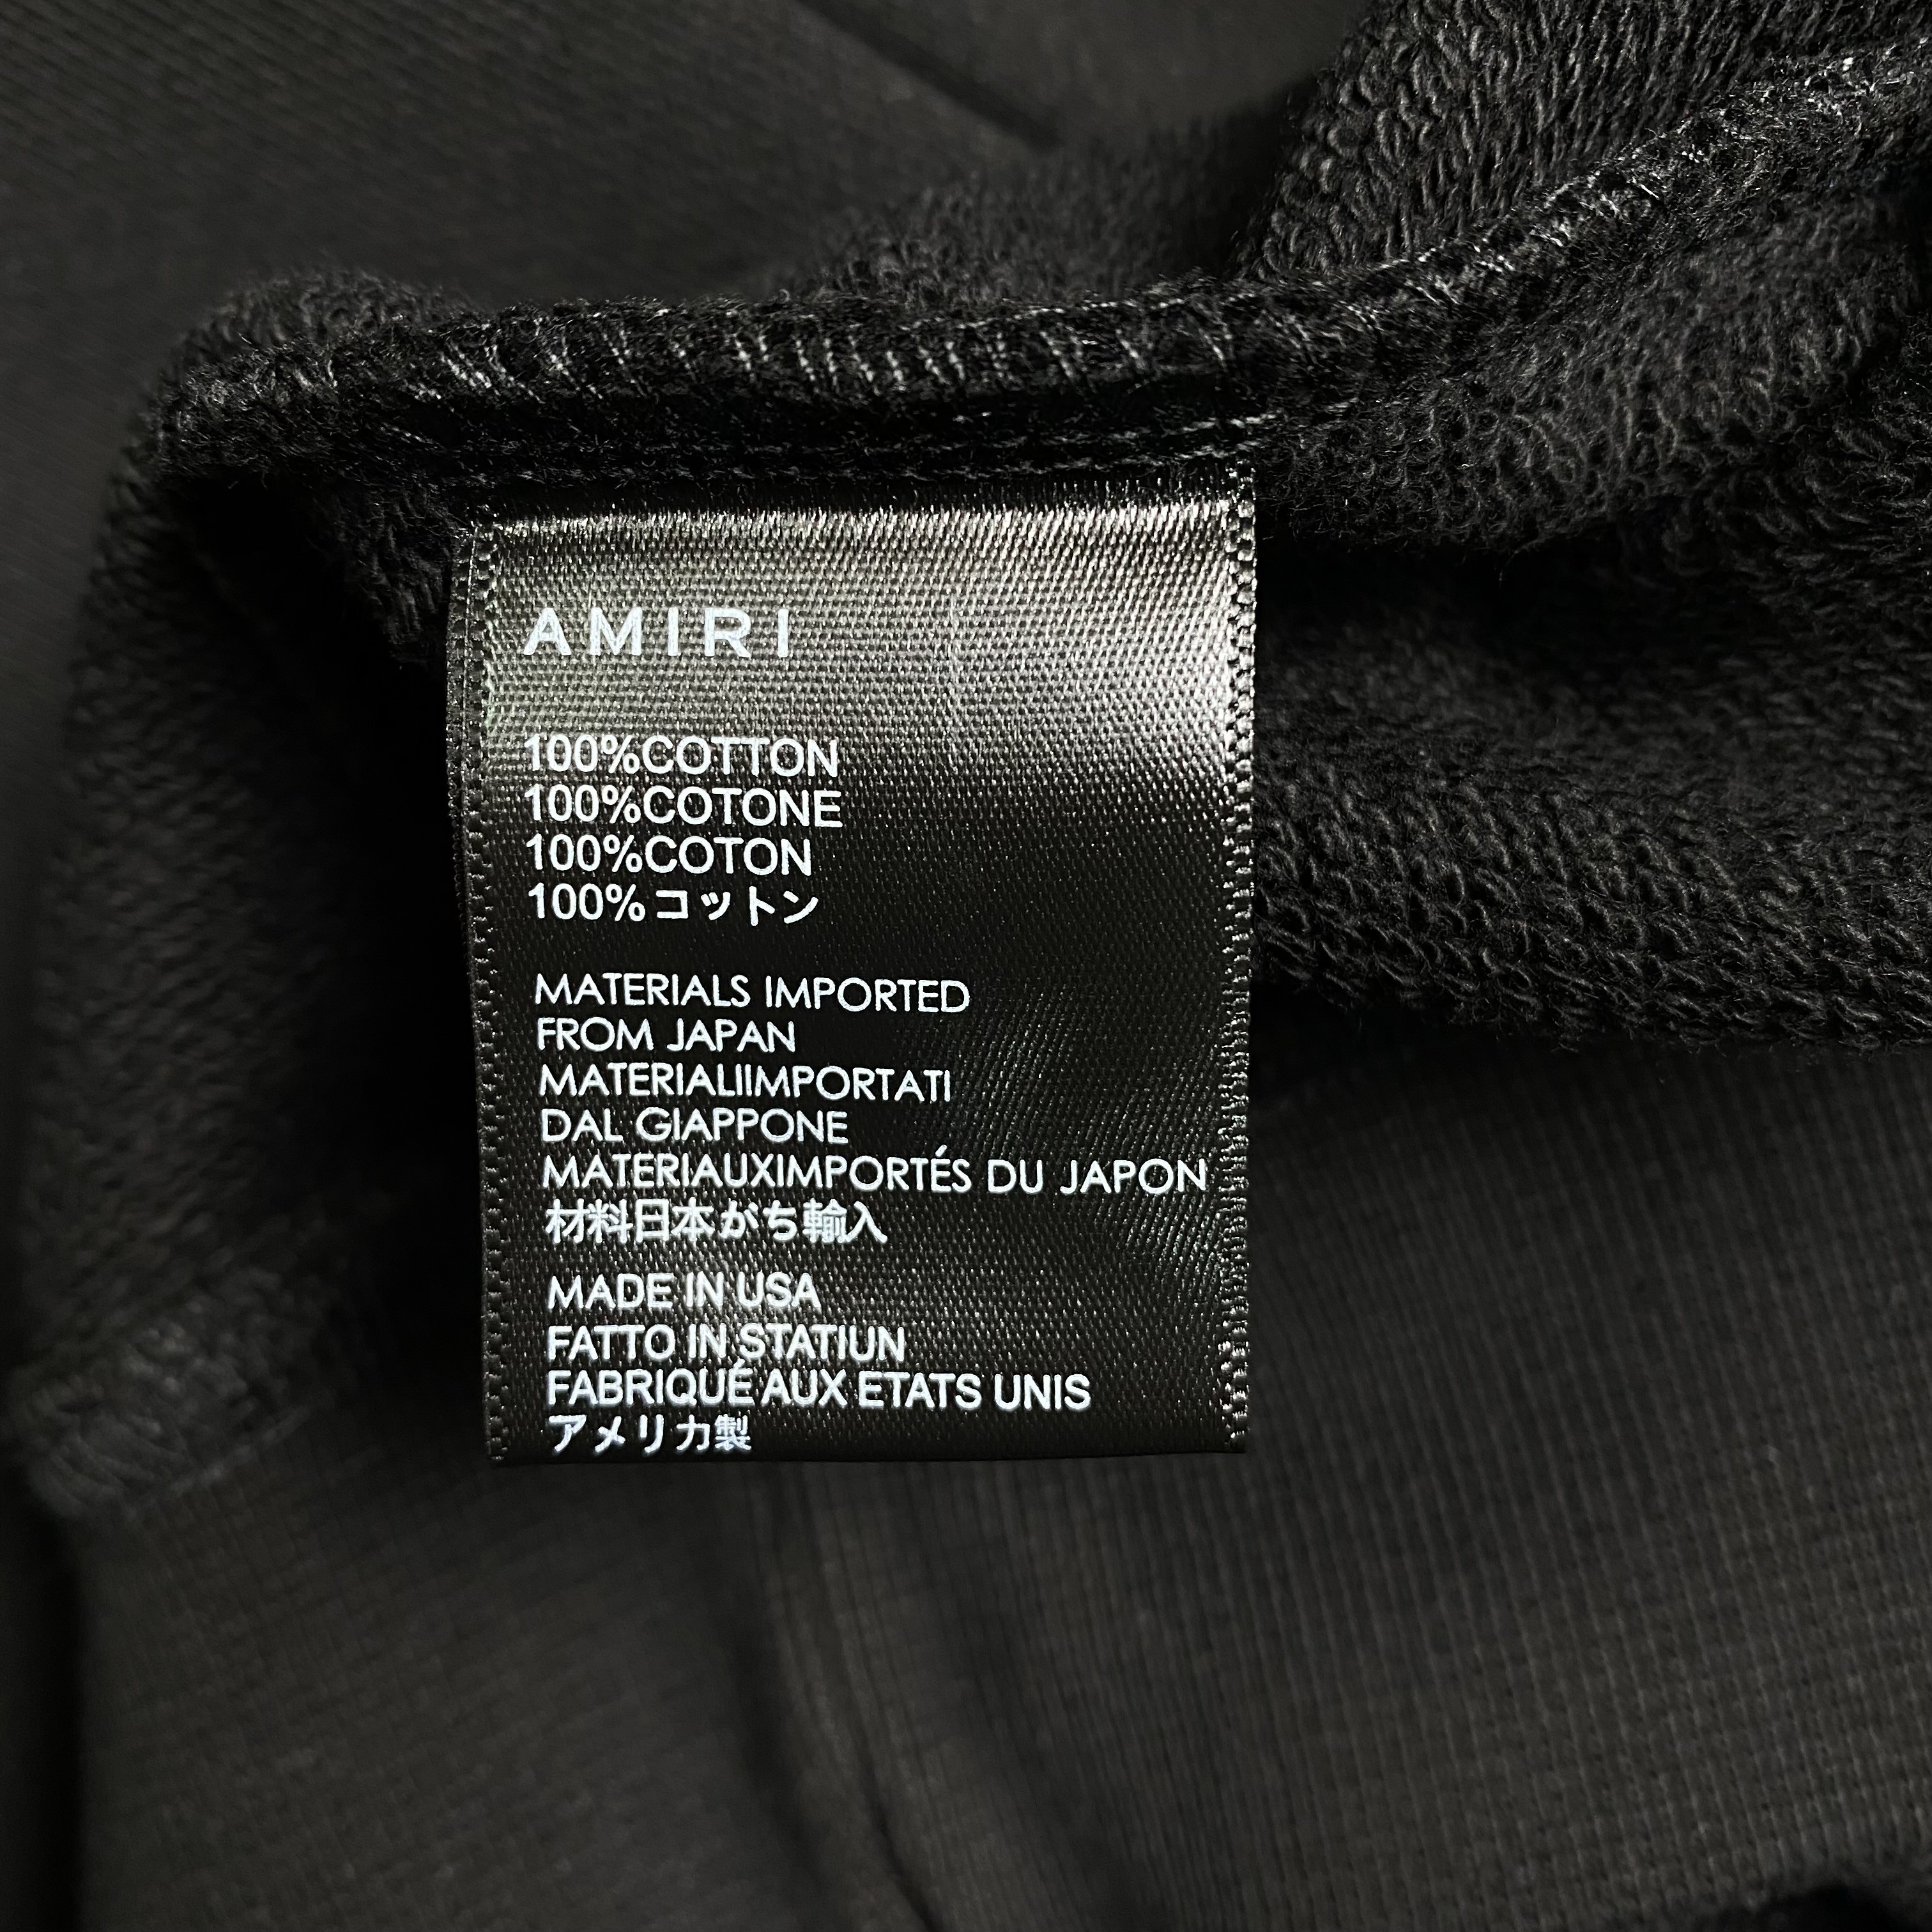 AMIRI
100%COTTON
100%COTONE
100%COTON
100%コットン
MATERIALS IMPORTED
FROM JAPAN
MATERIALIIMPORTATI
DAL GIAPPONE
MATERIAUXIMPORTÉS DU JAPON
材料日本がち輸入
MADE IN USA
FATTO IN STATIUN
FABRIQUÉ AUX ETATS UNIS
アメリカ製